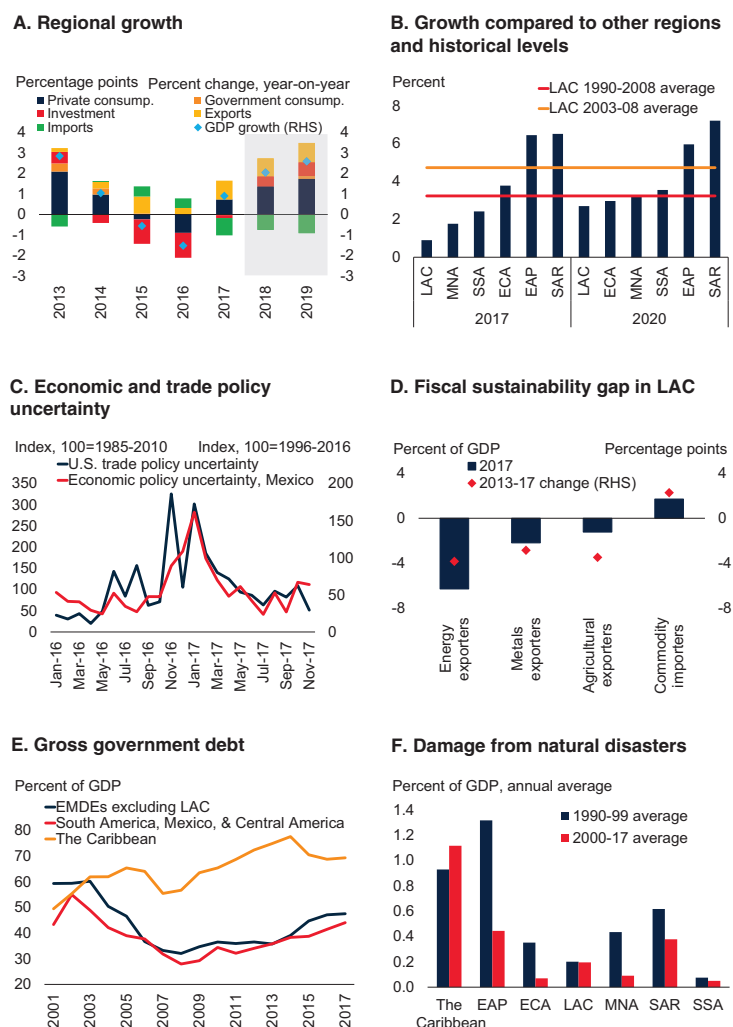 A. Regional growth
Percentage points Percent change, year-on-year
Private consump. Government consump.
Investment Exports
Imports GDP growth (RHS)
4 4
3 3
2 2
1 1
0 0
-1 -1
-2 -2
-3 -3
2013 2014 2015 2016 2017 2018 2019
B. Growth compared to other regions
and historical levels
Percent
LAC 1990-2008 average
LAC 2003-08 average
8
6
4
2
0
LAC MNA SSA ECA EAP SAR LAC ECA MNA SSA EAP SAR
2017 2020
C. Economic and trade policy
uncertainty
Index, 100=1985-2010 Index, 100=1996-2016
U.S. trade policy uncertainty
Economic policy uncertainty, Mexico
350 200
300
250 150
200
150 100
100 50
50
0 0
Jan-16 Mar-16 May-16 Jul-16 Sep-16 Nov-16 Jan-17 Mar-17 May-17 Jul-17 Sep-17 Nov-17
D. Fiscal sustainability gap in LAC
Percent of GDP Percentage points
2017
2013-17 change (RHS)
4 4
0 0
-4 -4
-8 -8
Energy
exporters
Metals
exporters
Agricultural
exporters
Commodity
importers
E. Gross government debt
Percent of GDP
EMDEs excluding LAC
South America, Mexico, & Central America
The Caribbean
80
70
60
50
40
30
20
2001 2003 2005 2007 2009 2011 2013 2015 2017
F. Damage from natural disasters
Percent of GDP, annual average
1990-99 average
2000-17 average
1.4
1.2
1.0
0.8
0.6
0.4
0.2
0.0
The
Caribbean
EAP ECA LAC MNA SAR SSA